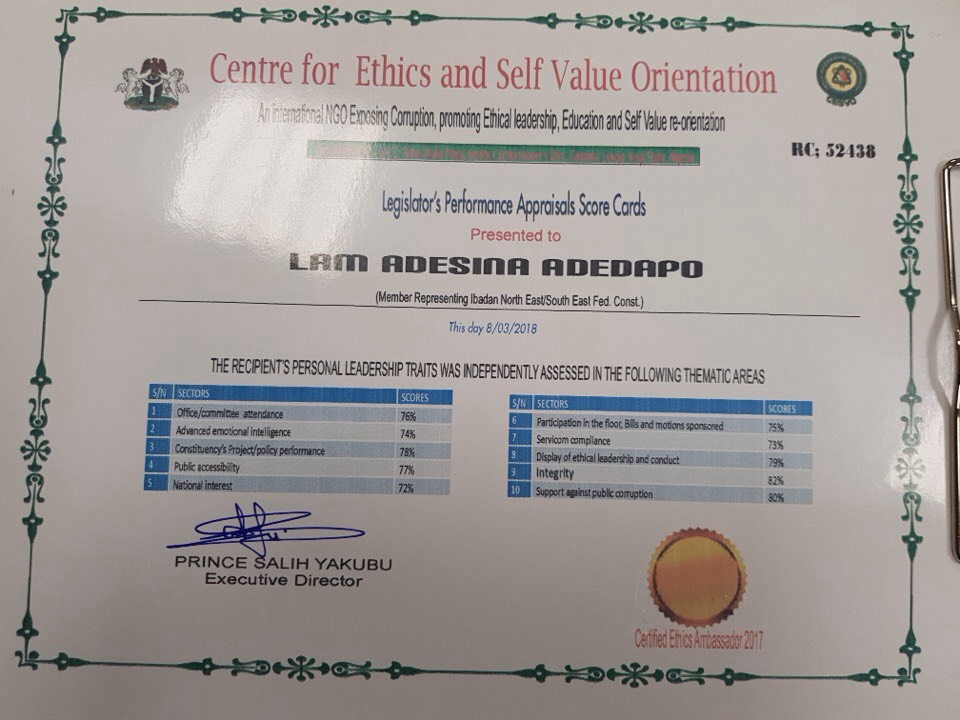 Centre for Ethics and Self Value Orientation
An international NGO Exposing Corruption, promoting Ethical leadership, Education and Self Value re-orientation
CESVO
RC; 52438
Legislator's Performance Appraisals Score Cards
Presented to
LAM ADESINA ADEDAPO
(Member Representing Ibadan North East/South East Fed. Const.)
This day 8/03/2018
THE RECIPIENT'S PERSONAL LEADERSHIP TRAITS WAS INDEPENDENTLY ASSESSED IN THE FOLLOWING THEMATIC AREAS
S/N SECTORS SCORES
1 Office/committee attendance 76%
2 Advanced emotional intelligence 74%
3 Constituency's Project/policy performance 78%
4 Public accessibility 77%
5 National interest 72%
S/N SECTORS SCORES
6 Participation in the floor, Bills and motions sponsored 75%
7 Servicom compliance 73%
8 Display of ethical leadership and conduct 79%
9 Integrity 82%
10 Support against public corruption 80%
PRINCE SALIH YAKUBU
Executive Director
Certified Ethics Ambassador 2017